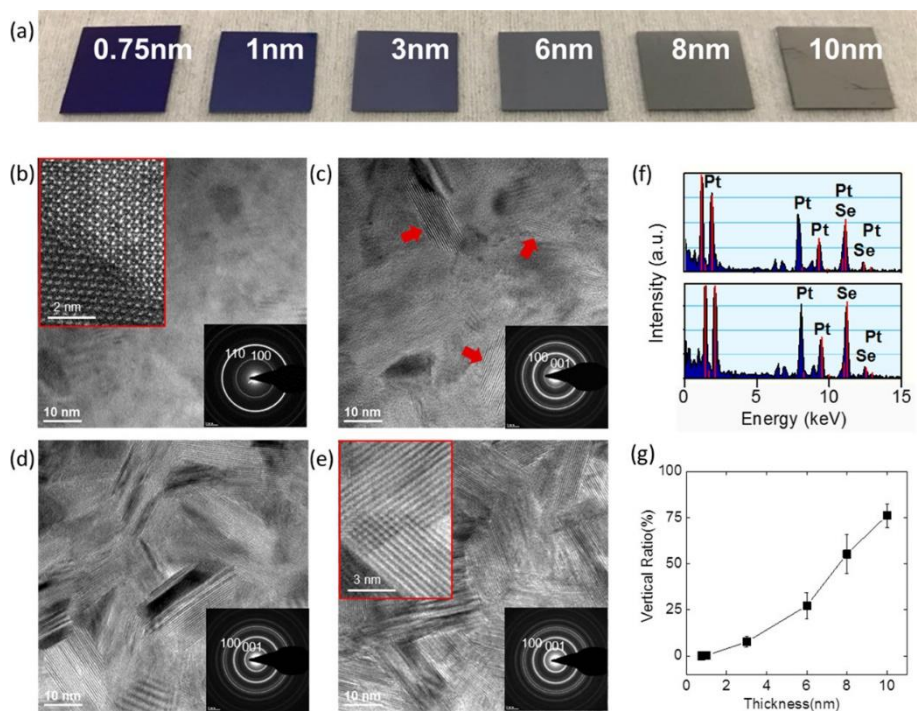 (a)
0.75nm 1nm 3nm 6nm 8nm 10nm
(b)
2 nm
110 100
10 nm
(c)
100 001
10 nm
(d)
100 001
10 nm
(e)
3 nm
100 001
10 nm
(f)
Intensity (a.u.)
Pt
Pt
Pt
Pt
Se
Pt
Se
Pt
Pt
Se
Pt
Se
0 5 10 15
Energy (keV)
(g)
Vertical Ratio(%)
100
75
50
25
0
0 2 4 6 8 10
Thickness(nm)